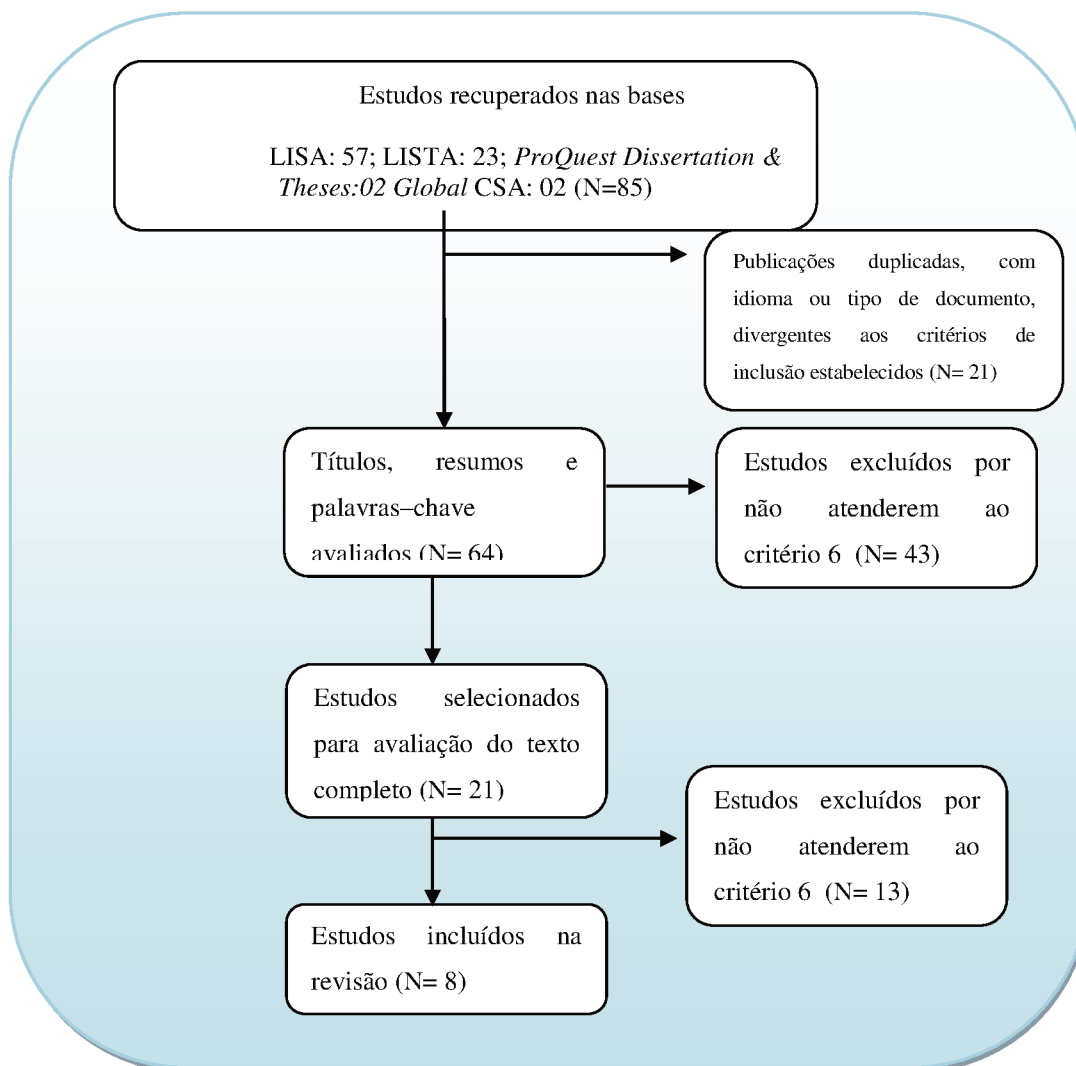 Estudos recuperados nas bases
LISA: 57; LISTA: 23; ProQuest Dissertation &
Theses:02 Global CSA: 02 (N=85)
Publicações duplicadas, com
idioma ou tipo de documento,
divergentes aos critérios de
inclusão estabelecidos (N= 21)
Títulos, resumos e
palavras–chave
avaliados (N= 64)
Estudos excluídos por
não atenderem ao
critério 6 (N= 43)
Estudos selecionados
para avaliação do texto
completo (N= 21)
Estudos excluídos por
não atenderem ao
critério 6 (N= 13)
Estudos incluídos na
revisão (N= 8)